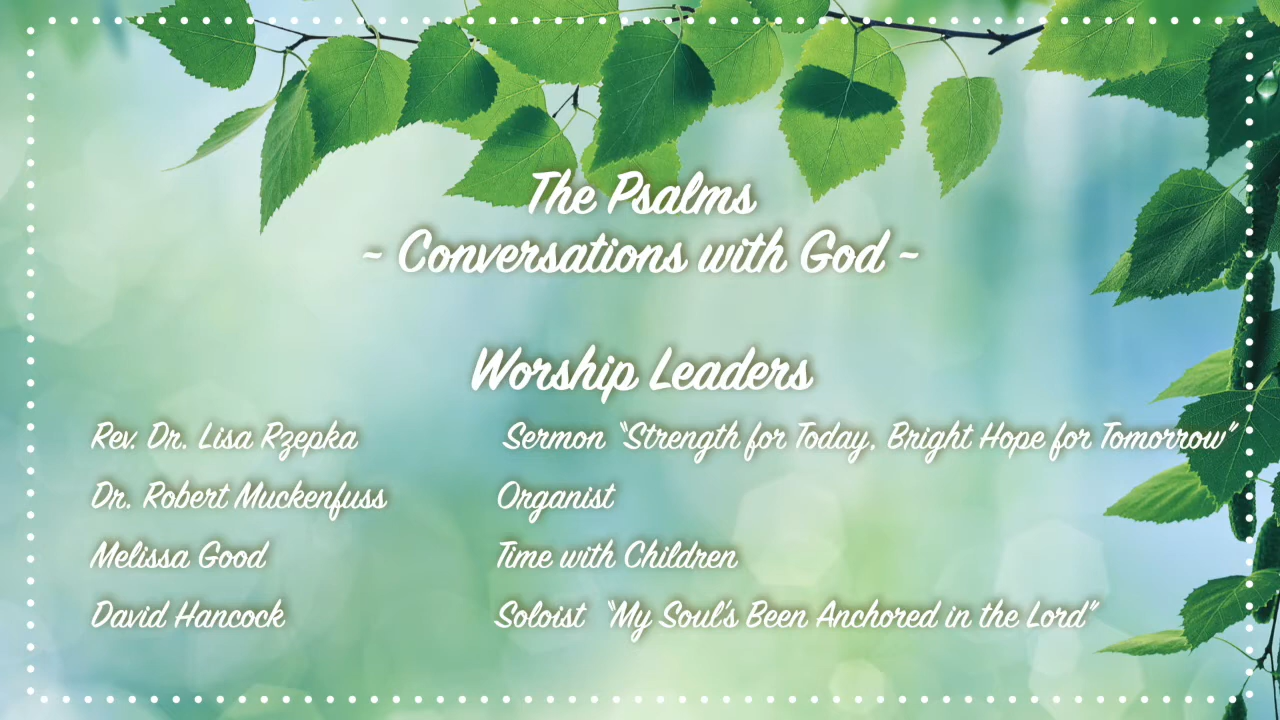 The Psalms
~ Conversations with God ~
Worship Leaders
Rev. Dr. Lisa Rzepka Sermon “Strength for Today, Bright Hope for Tomorrow”
Dr. Robert Muckenfuss Organist
Melissa Good Time with Children
David Hancock Soloist “My Soul’s Been Anchored in the Lord”